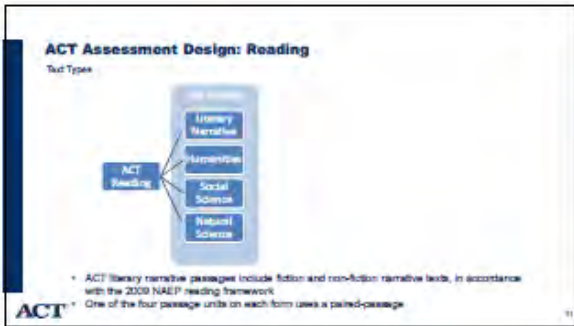 ACT Assessment Design: Reading
Text Types
Literary
Narrative
Humanities
ACT
Reading
Social
Science
Natural
Science
• ACT literary narrative passages include fiction and non-fiction narrative texts, in accordance
with the 2009 NAEP reading framework
• One of the four passage units on each form uses a paired-passage
ACT